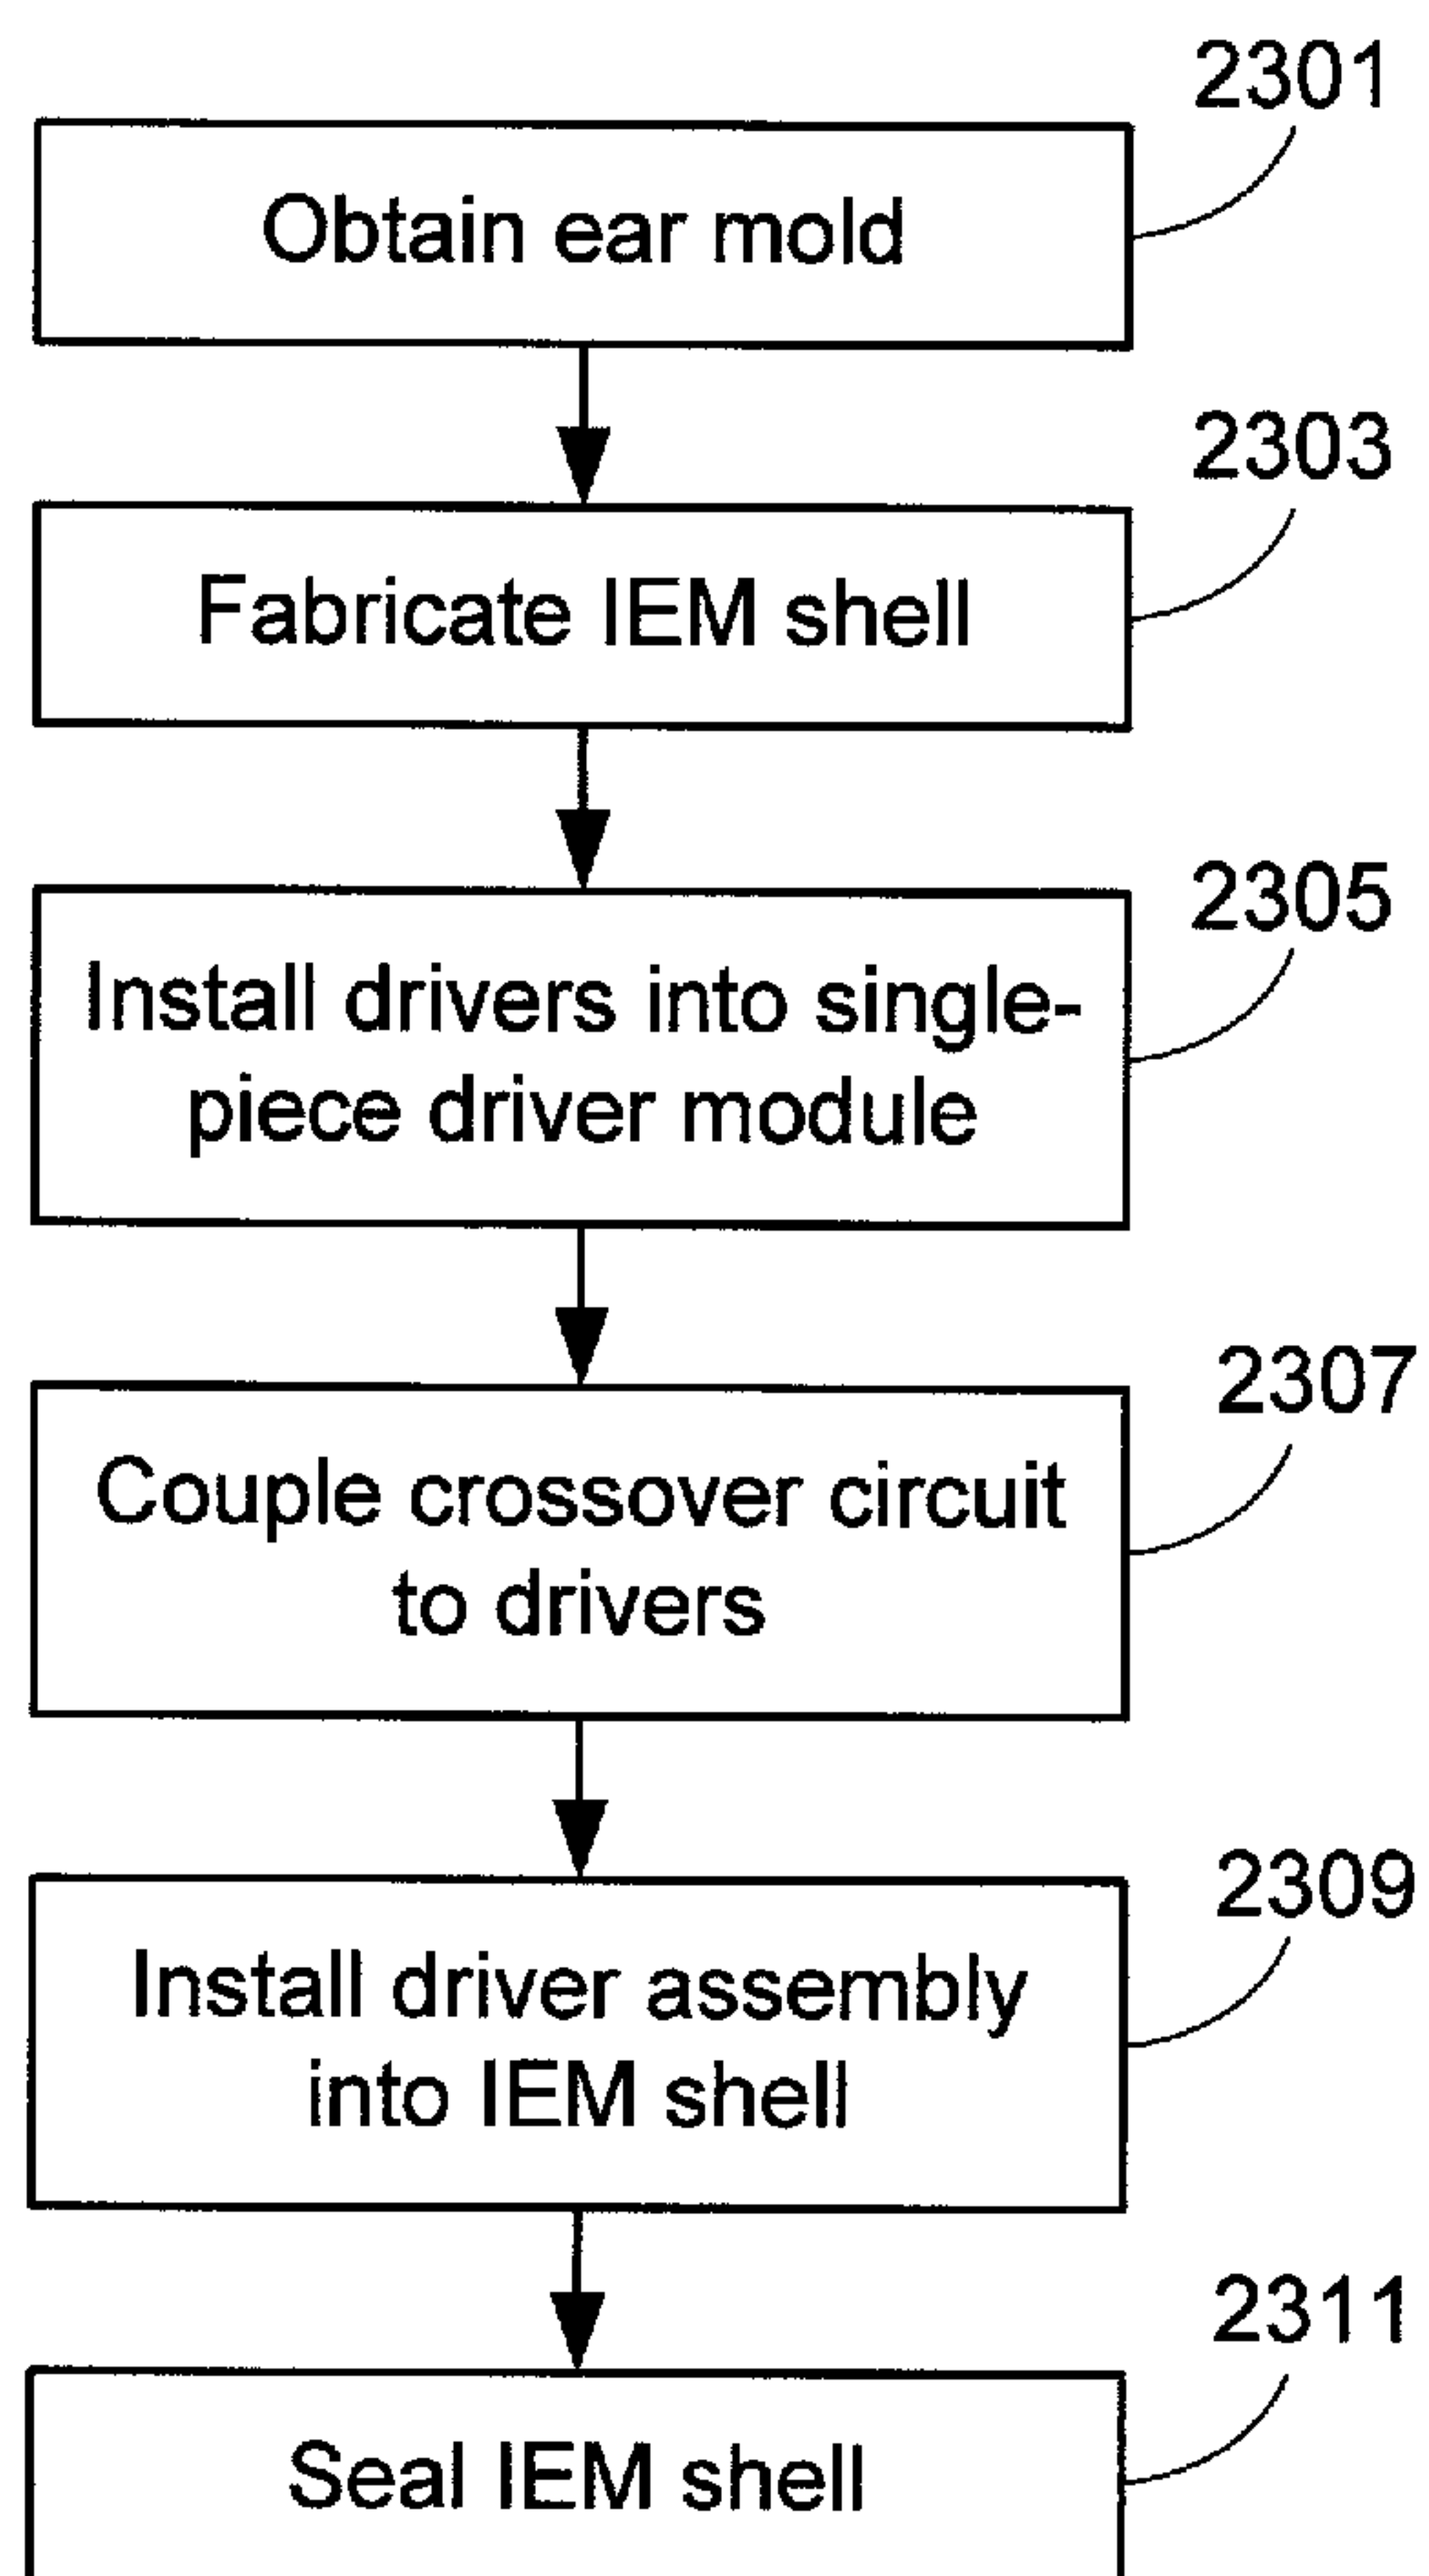 2301
Obtain ear mold
2303
Fabricate IEM shell
2305
Install drivers into single-
piece driver module
2307
Couple crossover circuit
to drivers
2309
Install driver assembly
into IEM shell
2311
Seal IEM shell